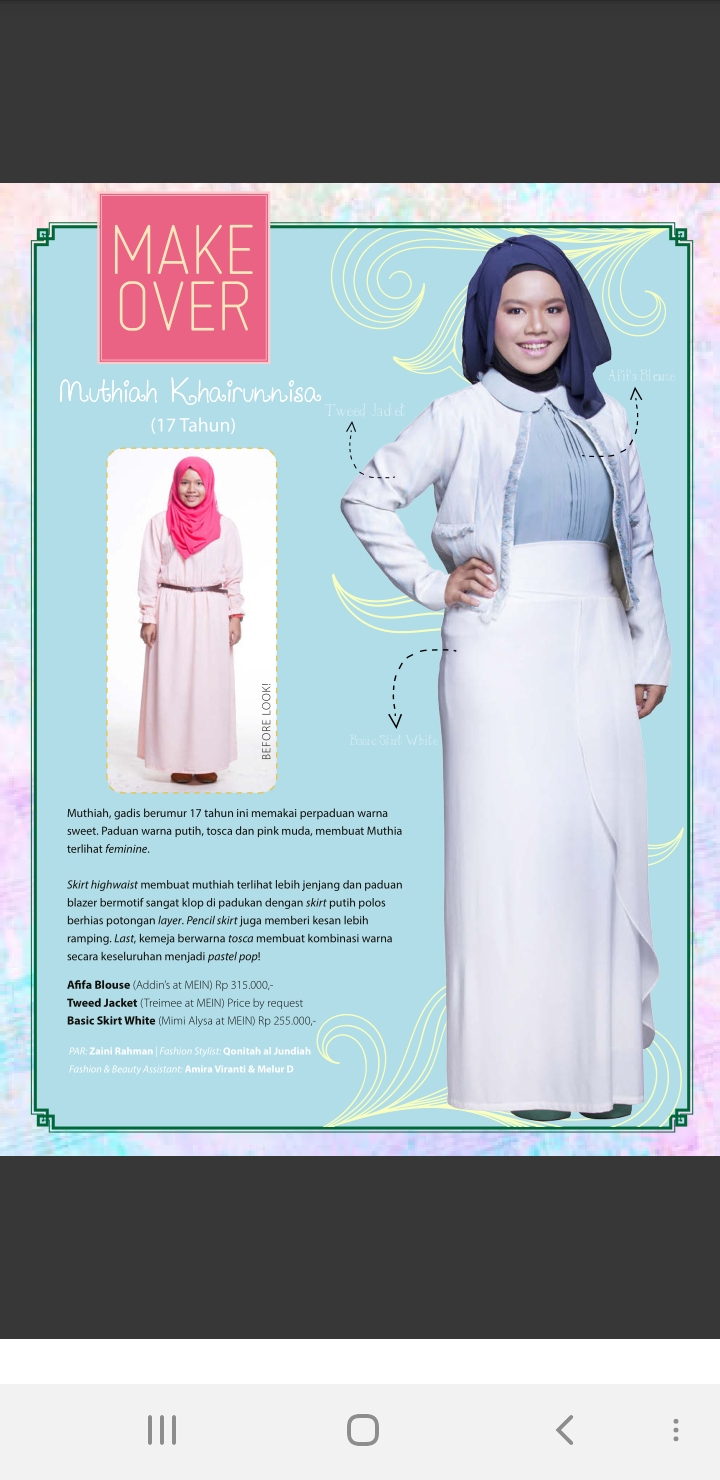 MAKE
OVER
Muthiah Khairunnisa
(17 Tahun)
Tweed Jacket
Afifa Blouse
BEFORE LOOK!
Basic Skirt White
Muthiah, gadis berumur 17 tahun ini memakai perpaduan warna
sweet. Paduan warna putih, tosca dan pink muda, membuat Muthia
terlihat feminine.
Skirt highwaist membuat muthiah terlihat lebih jenjang dan paduan
blazer bermotif sangat klop di padukan dengan skirt putih polos
berhias potongan layer. Pencil skirt juga memberi kesan lebih
ramping. Last, kemeja berwarna tosca membuat kombinasi warna
secara keseluruhan menjadi pastel pop!
Afifa Blouse (Addin's at MEIN) Rp 315.000,-
Tweed Jacket (Treimee at MEIN) Price by request
Basic Skirt White (Mimi Alysa at MEIN) Rp 255.000,-
PAR: Zaini Rahman | Fashion Stylist: Qonitah al Jundiah
Fashion & Beauty Assistant: Amira Viranti & Melur D